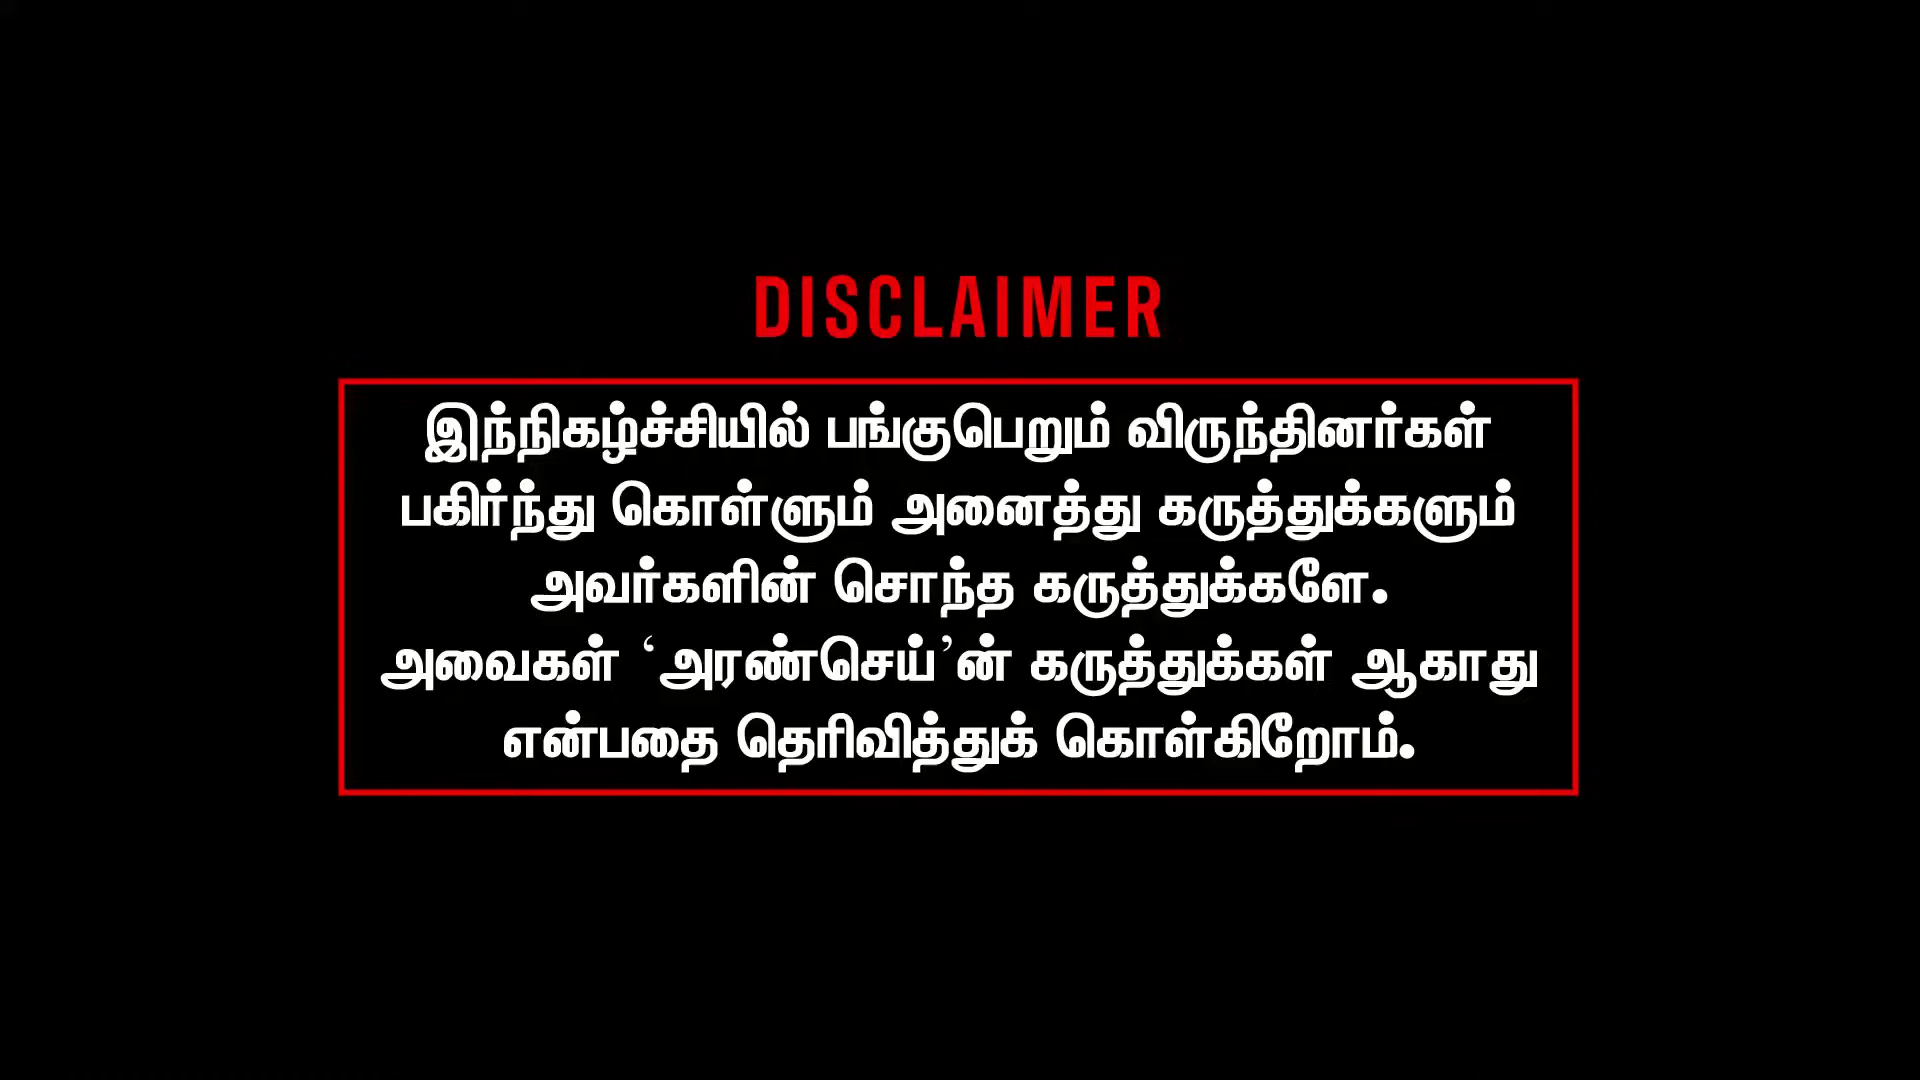 DISCLAIMER
இந்நிகழ்ச்சியில் பங்குபெறும் விருந்தினர்கள்
பகிர்ந்து கொள்ளும் அனைத்து கருத்துக்களும்
அவர்களின் சொந்த கருத்துக்களே.
அவைகள் ‘அரண்செய்’ன் கருத்துக்கள் ஆகாது
என்பதை தெரிவித்துக் கொள்கிறோம்.